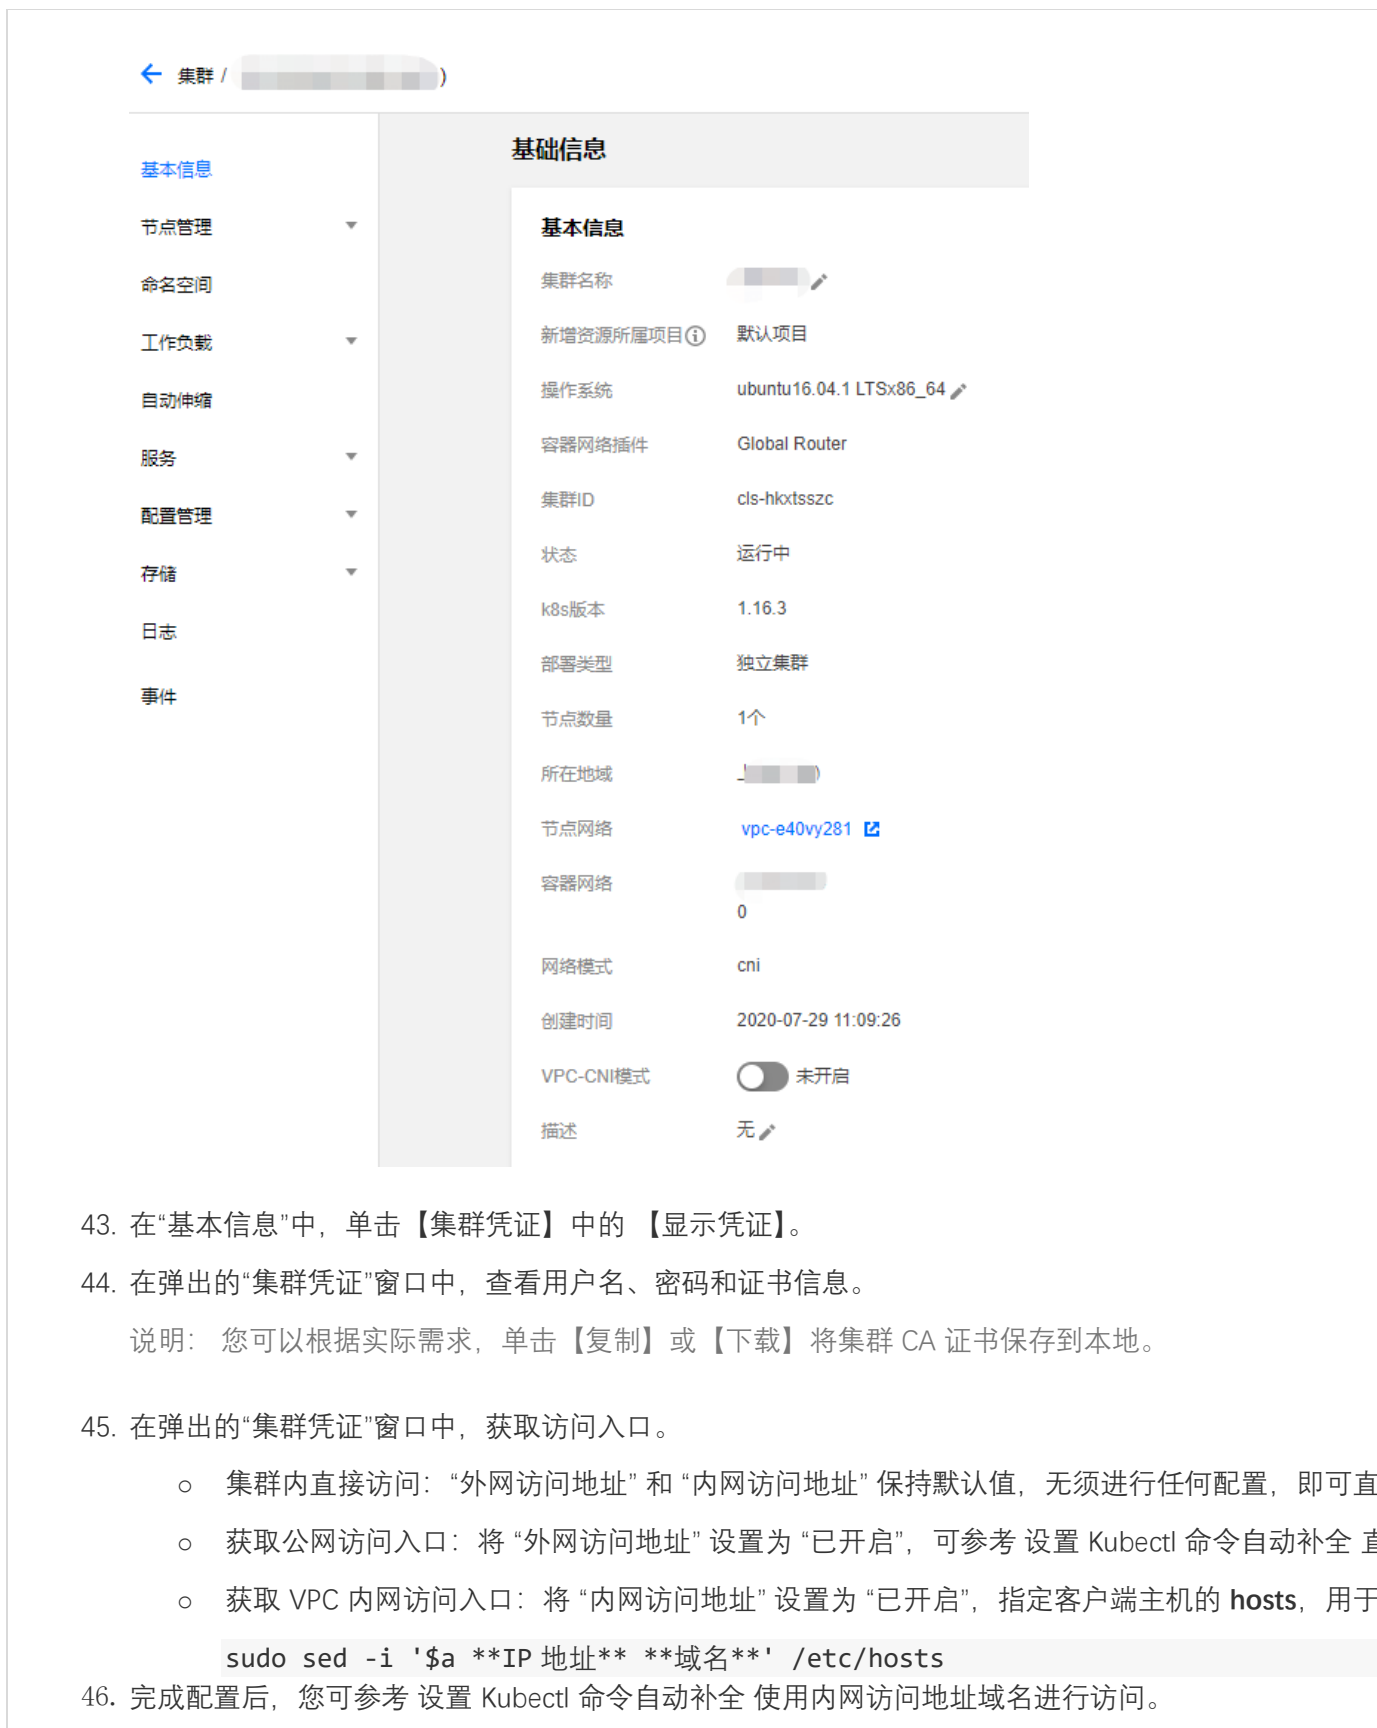 集群 / )
基本信息
节点管理
命名空间
工作负载
自动伸缩
服务
配置管理
存储
日志
事件
基础信息
基本信息
集群名称
新增资源所属项目 默认项目
操作系统 ubuntu16.04.1 LTSx86_64
容器网络插件 Global Router
集群ID cls-hkxtsszc
状态 运行中
k8s版本 1.16.3
部署类型 独立集群
节点数量 1个
所在地域
节点网络 vpc-e40vy281
容器网络
0
网络模式 cni
创建时间 2020-07-29 11:09:26
VPC-CNI模式 未开启
描述 无
43. 在“基本信息”中，单击【集群凭证】中的 【显示凭证】。
44. 在弹出的“集群凭证”窗口中，查看用户名、密码和证书信息。
说明： 您可以根据实际需求，单击【复制】或【下载】将集群 CA 证书保存到本地。
45. 在弹出的“集群凭证”窗口中，获取访问入口。
○ 集群内直接访问：“外网访问地址” 和 “内网访问地址” 保持默认值，无须进行任何配置，即可直
○ 获取公网访问入口：将 “外网访问地址” 设置为 “已开启”，可参考 设置 Kubectl 命令自动补全 直
○ 获取 VPC 内网访问入口：将 “内网访问地址” 设置为 “已开启”，指定客户端主机的 hosts，用于
sudo sed -i '$a **IP 地址** **域名**' /etc/hosts
46. 完成配置后，您可参考 设置 Kubectl 命令自动补全 使用内网访问地址域名进行访问。